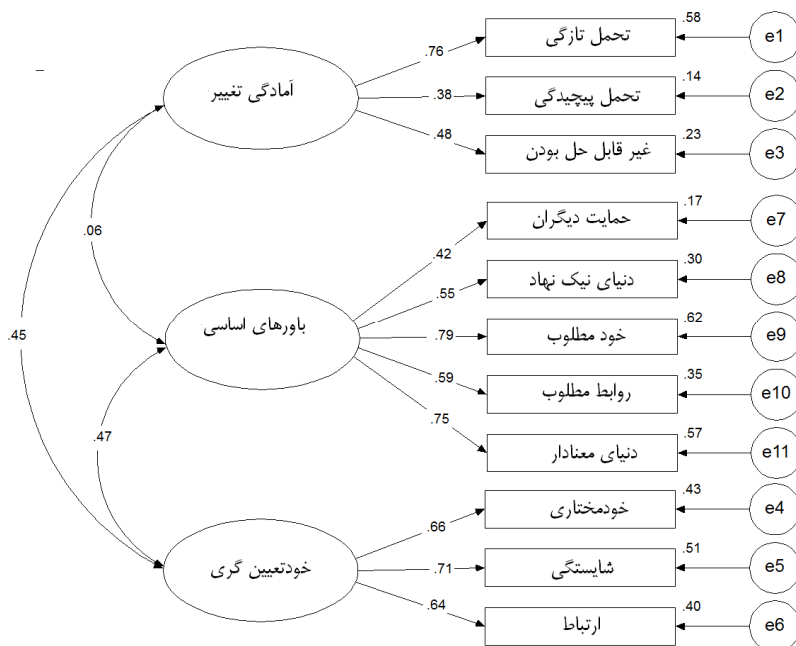 .58
تحمل تازگی
e1
.76
آمادگی تغییر
.14
تحمل پیچیدگی
e2
.38
.23
غیر قابل حل بودن
e3
.48
.17
حمایت دیگران
e7
.42
.06
.30
دنیای نیک نهاد
e8
.55
باورهای اساسی
.62
خود مطلوب
e9
.79
.45
.35
روابط مطلوب
e10
.59
.57
دنیای معنادار
e11
.75
.47
.43
خودمختاری
e4
.66
خودتعیین گری
.51
شایستگی
e5
.71
.40
ارتباط
e6
.64